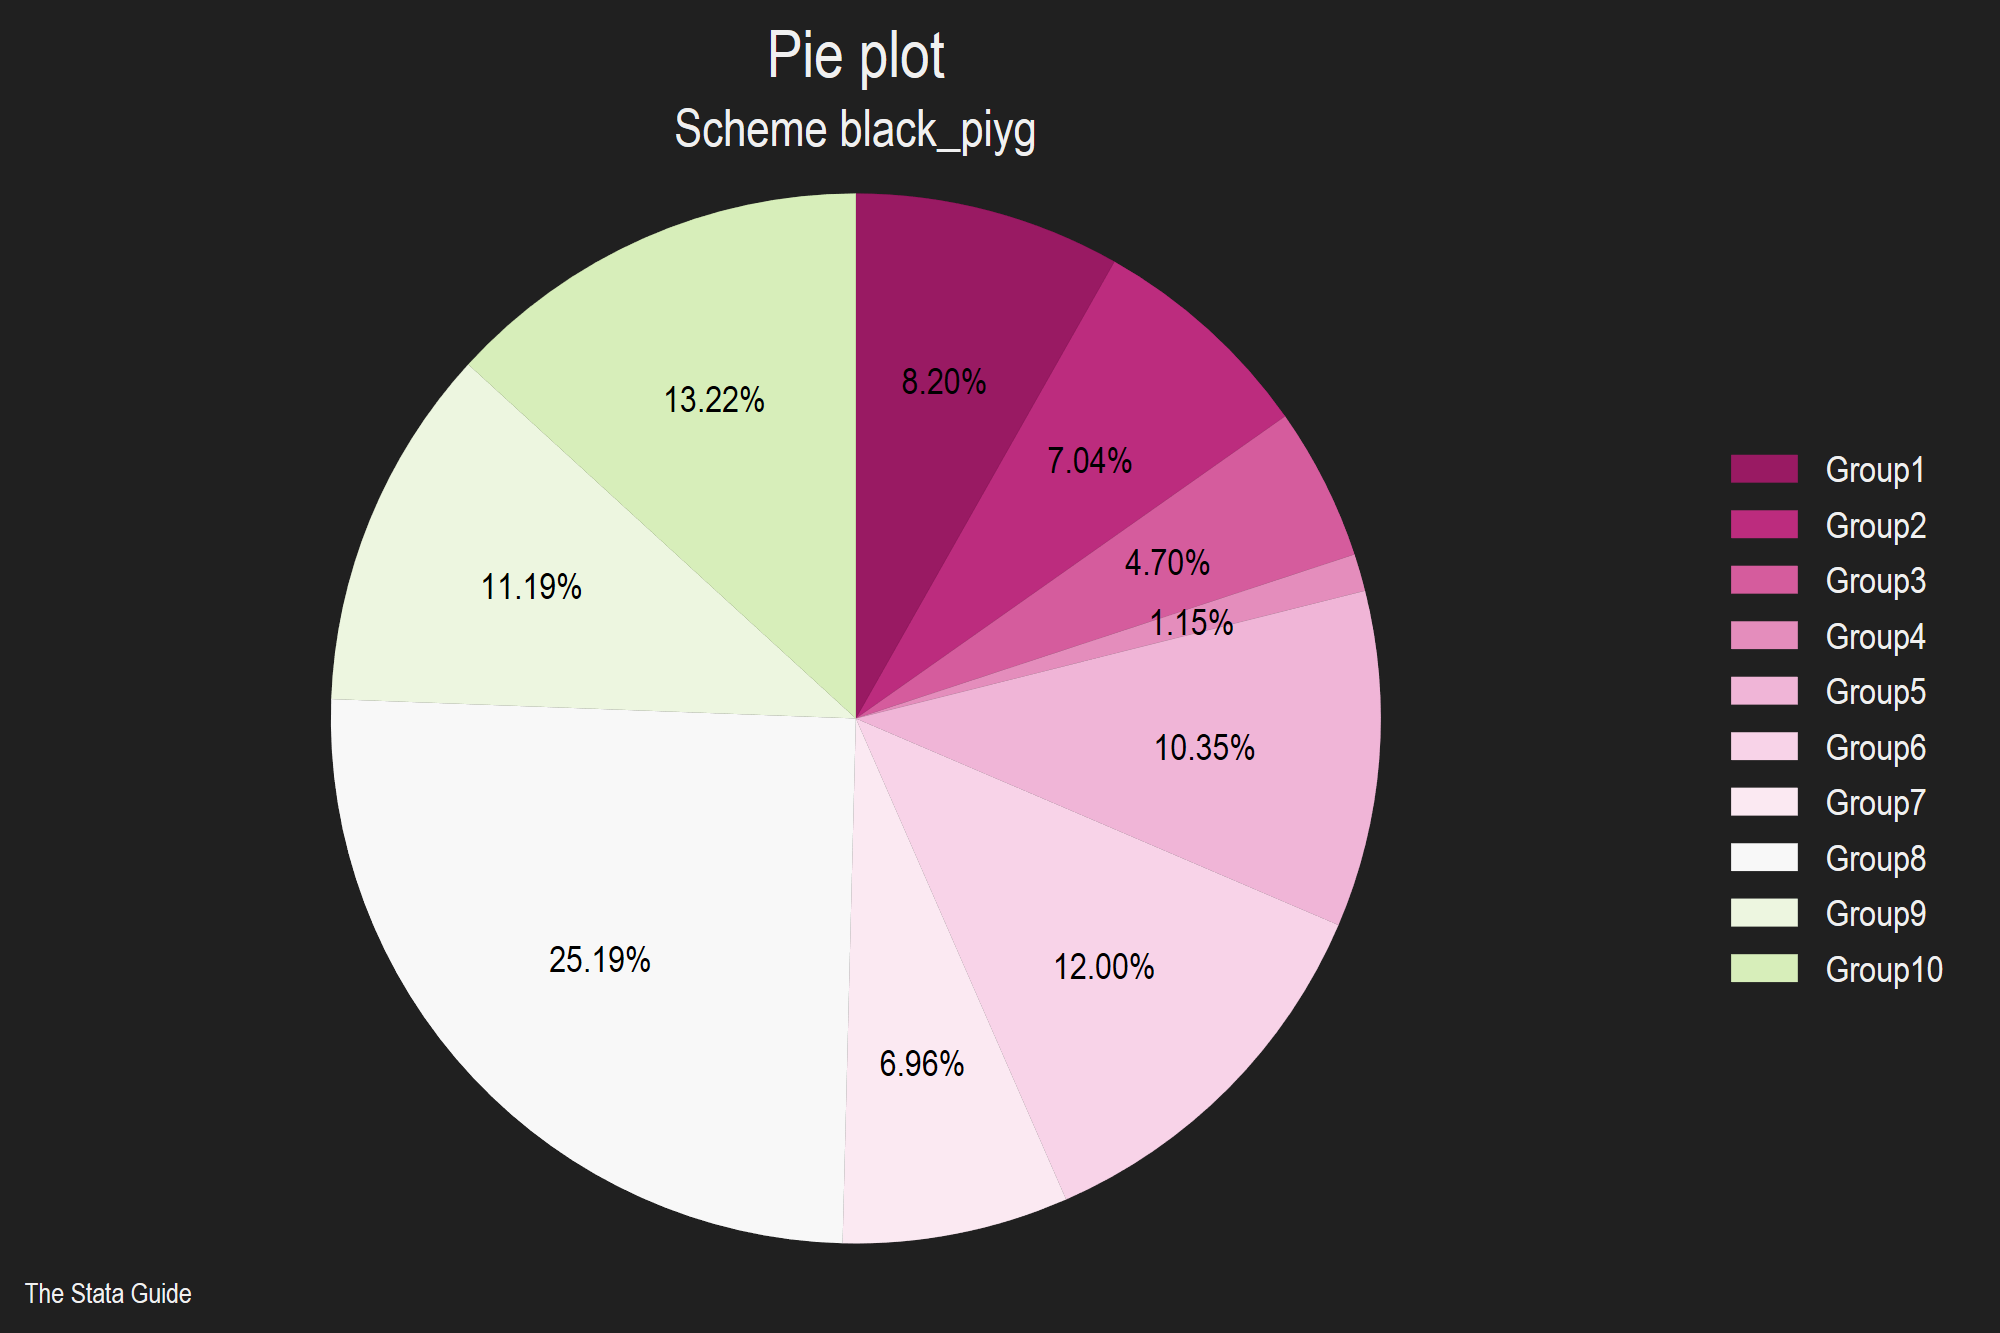 Pie plot
Scheme black_piyg
8.20%
7.04%
4.70%
1.15%
10.35%
12.00%
6.96%
25.19%
11.19%
13.22%
Group1
Group2
Group3
Group4
Group5
Group6
Group7
Group8
Group9
Group10
The Stata Guide